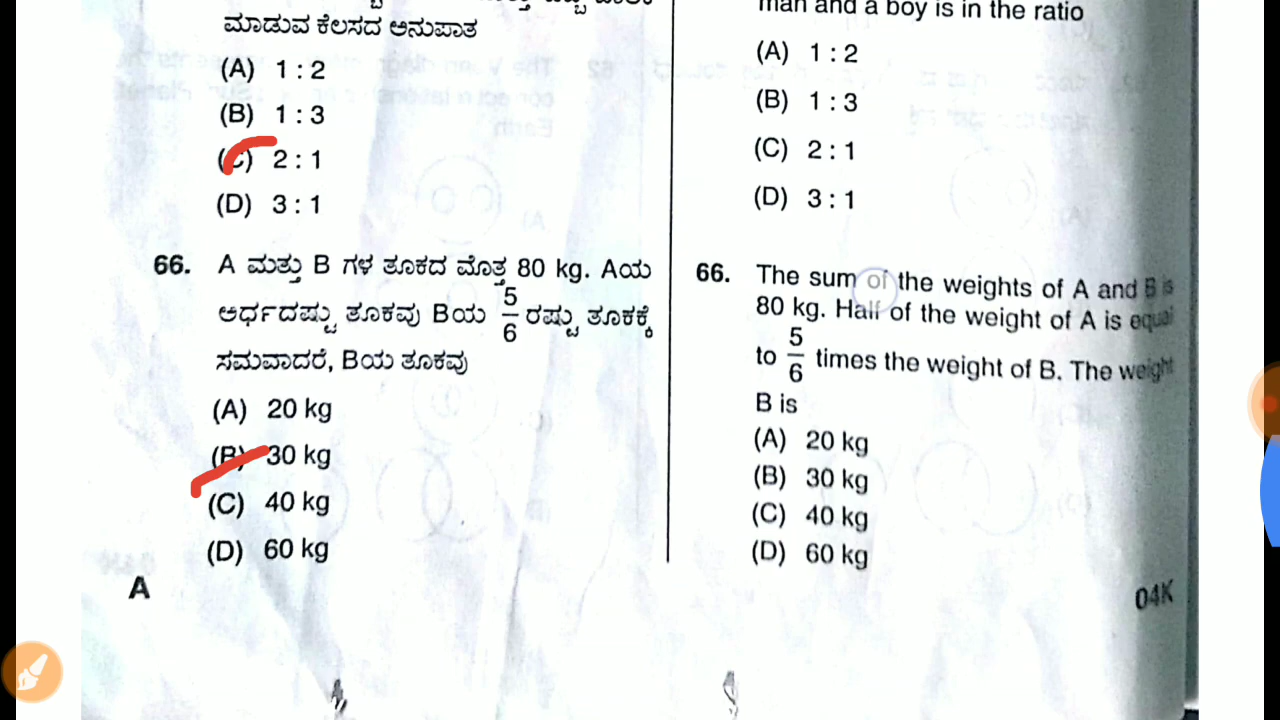 ಮಾಡುವ ಕೆಲಸದ ಅನುಪಾತ
(A) 1 : 2
(B) 1 : 3
(C) 2 : 1
(D) 3 : 1
66. A ಮತ್ತು B ಗಳ ತೂಕದ ಮೊತ್ತ 80 kg. Aಯ
ಅರ್ಧದಷ್ಟು ತೂಕವು Bಯ 5/6 ರಷ್ಟು ತೂಕಕ್ಕೆ
ಸಮವಾದರೆ, Bಯ ತೂಕವು
(A) 20 kg
(B) 30 kg
(C) 40 kg
(D) 60 kg
A
man and a boy is in the ratio
(A) 1 : 2
(B) 1 : 3
(C) 2 : 1
(D) 3 : 1
66. The sum of the weights of A and B is
80 kg. Half of the weight of A is equal
to 5/6 times the weight of B. The weight
B is
(A) 20 kg
(B) 30 kg
(C) 40 kg
(D) 60 kg
04K